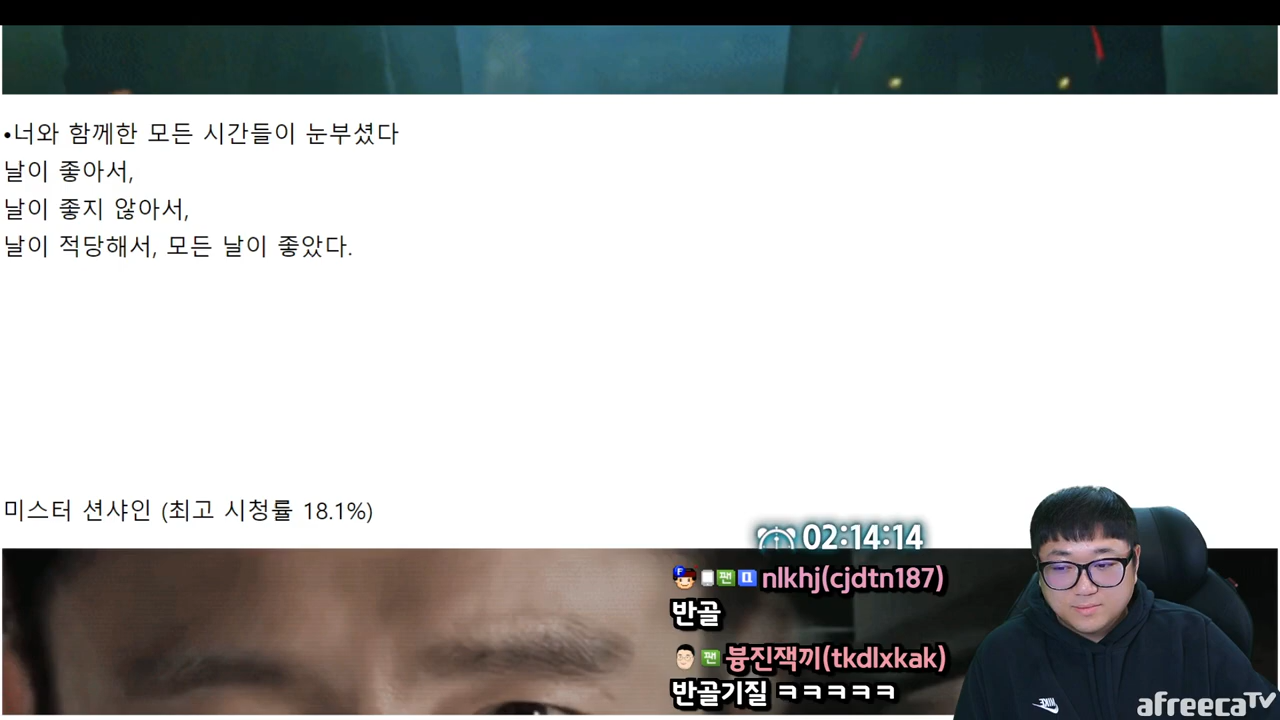 •너와 함께한 모든 시간들이 눈부셨다
날이 좋아서,
날이 좋지 않아서,
날이 적당해서, 모든 날이 좋았다.
미스터 션샤인 (최고 시청률 18.1%)
02:14:14
F 팬 nlkhj(cjdtn187)
반골
팬 븅진잭끼(tkdlxkak)
반골기질 ㅋㅋㅋㅋㅋ
NIKE
afreecaTV